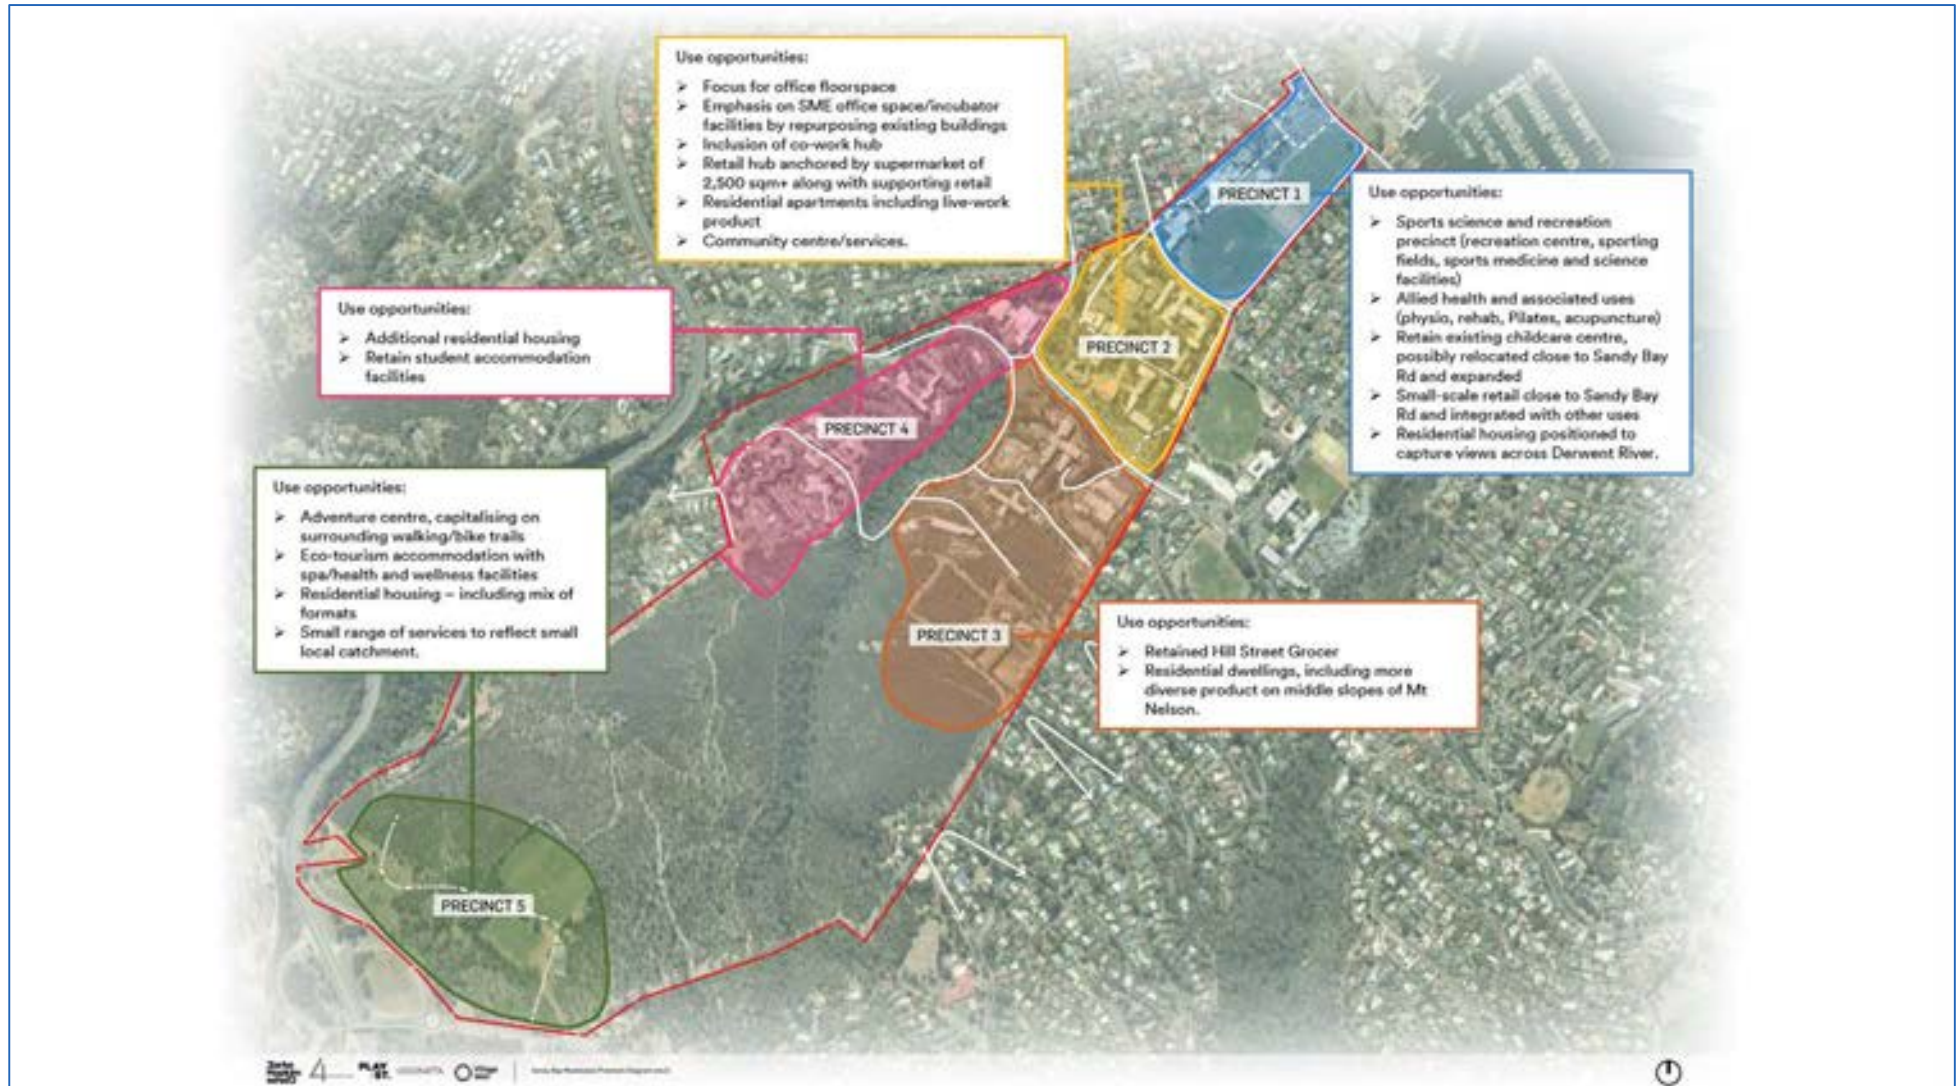 Use opportunities:
➤ Focus for office floorspace
➤ Emphasis on SME office space/incubator
facilities by repurposing existing buildings
➤ Inclusion of co-work hub
➤ Retail hub anchored by supermarket of
2,500 sqm+ along with supporting retail
➤ Residential apartments including live-work
product
➤ Community centre/services.
PRECINCT 1
Use opportunities:
➤ Sports science and recreation
precinct (recreation centre, sporting
fields, sports medicine and science
facilities)
➤ Allied health and associated uses
(physio, rehab, Pilates, acupuncture)
➤ Retain existing childcare centre,
possibly relocated close to Sandy Bay
Rd and expanded
➤ Small-scale retail close to Sandy Bay
Rd and integrated with other uses
➤ Residential housing positioned to
capture views across Derwent River.
Use opportunities:
➤ Additional residential housing
➤ Retain student accommodation
facilities
PRECINCT 2
PRECINCT 4
Use opportunities:
➤ Adventure centre, capitalising on
surrounding walking/bike trails
➤ Eco-tourism accommodation with
spa/health and wellness facilities
➤ Residential housing – including mix of
formats
➤ Small range of services to reflect small
local catchment.
PRECINCT 3
Use opportunities:
➤ Retained Hill Street Grocer
➤ Residential dwellings, including more
diverse product on middle slopes of Mt
Nelson.
PRECINCT 5
4
PLAY
ST.